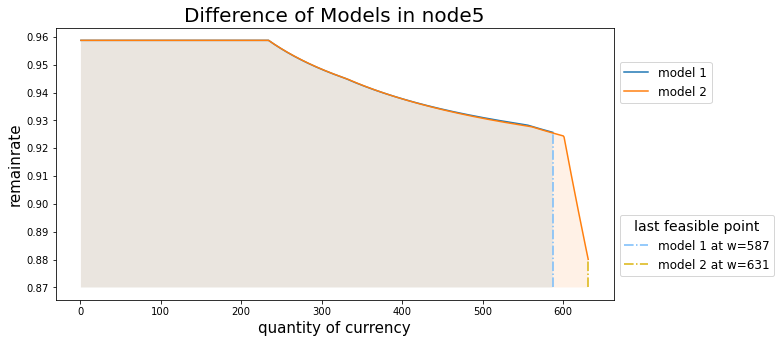 Difference of Models in node5
0.96
0.95
0.94
0.93
0.92
0.91
0.90
0.89
0.88
0.87
remainrate
0 100 200 300 400 500 600
quantity of currency
model 1
model 2
last feasible point
model 1 at w=587
model 2 at w=631